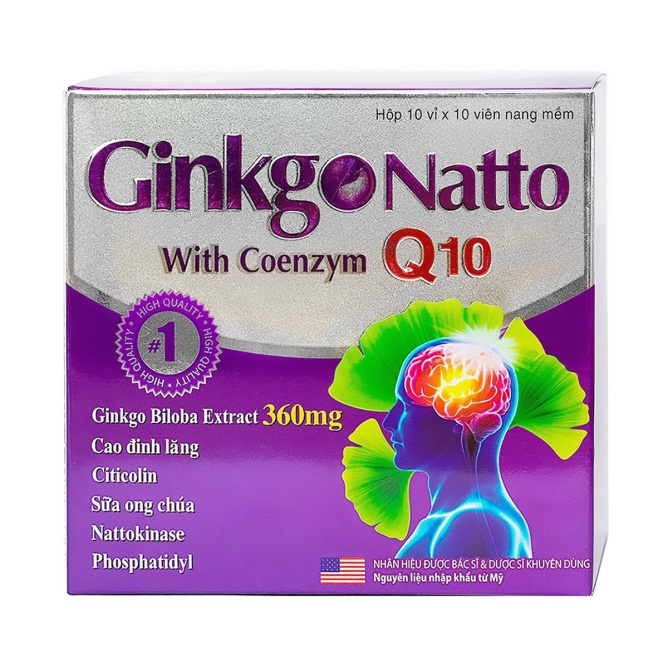 Hộp 10 vỉ x 10 viên nang mềm
Ginkgo Natto
With Coenzym Q10
HIGH QUALITY • HIGH QUALITY • HIGH QUALITY •
#1
Ginkgo Biloba Extract 360mg
Cao đinh lăng
Citicolin
Sữa ong chúa
Nattokinase
Phosphatidyl
NHÃN HIỆU ĐƯỢC BÁC SĨ & DƯỢC SĨ KHUYÊN DÙNG
Nguyên liệu nhập khẩu từ Mỹ